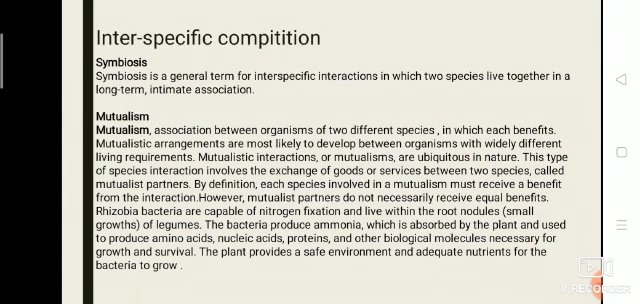 Inter-specific compitition
Symbiosis
Symbiosis is a general term for interspecific interactions in which two species live together in a
long-term, intimate association.
Mutualism
Mutualism, association between organisms of two different species , in which each benefits.
Mutualistic arrangements are most likely to develop between organisms with widely different
living requirements. Mutualistic interactions, or mutualisms, are ubiquitous in nature. This type
of species interaction involves the exchange of goods or services between two species, called
mutualist partners. By definition, each species involved in a mutualism must receive a benefit
from the interaction.However, mutualist partners do not necessarily receive equal benefits.
Rhizobia bacteria are capable of nitrogen fixation and live within the root nodules (small
growths) of legumes. The bacteria produce ammonia, which is absorbed by the plant and used
to produce amino acids, nucleic acids, proteins, and other biological molecules necessary for
growth and survival. The plant provides a safe environment and adequate nutrients for the
bacteria to grow .
V RECORDER